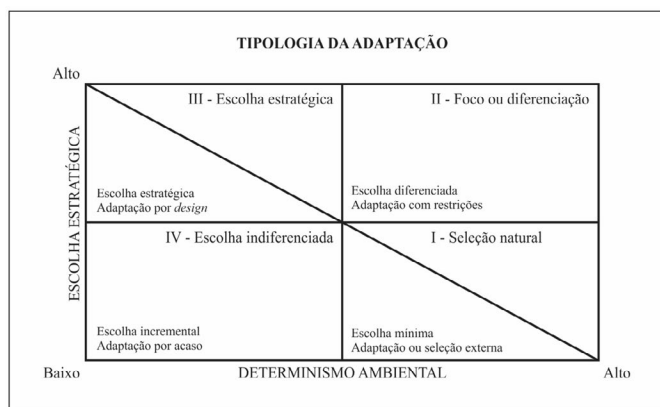 TIPOLOGIA DA ADAPTAÇÃO
Alto
III - Escolha estratégica
II - Foco ou diferenciação
ESCOLHA ESTRATÉGICA
Escolha estratégica
Adaptação por design
Escolha diferenciada
Adaptação com restrições
IV - Escolha indiferenciada
I - Seleção natural
Escolha incremental
Adaptação por acaso
Escolha mínima
Adaptação ou seleção externa
Baixo
DETERMINISMO AMBIENTAL
Alto